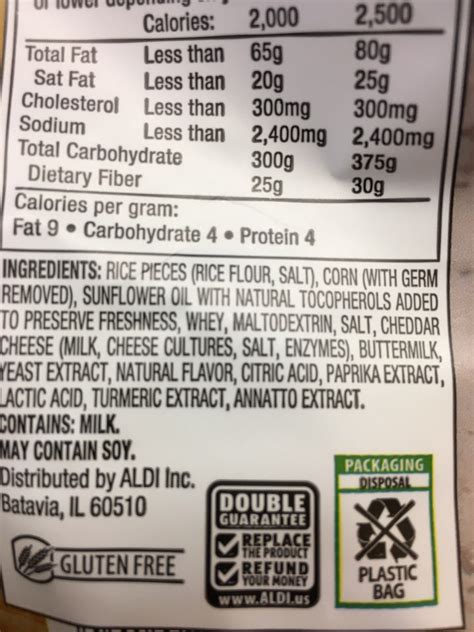 or lower depending
Calories: 2,000 2,500
Total Fat Less than 65g 80g
Sat Fat Less than 20g 25g
Cholesterol Less than 300mg 300mg
Sodium Less than 2,400mg 2,400mg
Total Carbohydrate 300g 375g
Dietary Fiber 25g 30g
Calories per gram:
Fat 9 • Carbohydrate 4 • Protein 4
INGREDIENTS: RICE PIECES (RICE FLOUR, SALT), CORN (WITH GERM
REMOVED), SUNFLOWER OIL WITH NATURAL TOCOPHEROLS ADDED
TO PRESERVE FRESHNESS, WHEY, MALTODEXTRIN, SALT, CHEDDAR
CHEESE (MILK, CHEESE CULTURES, SALT, ENZYMES), BUTTERMILK,
YEAST EXTRACT, NATURAL FLAVOR, CITRIC ACID, PAPRIKA EXTRACT,
LACTIC ACID, TURMERIC EXTRACT, ANNATTO EXTRACT.
CONTAINS: MILK.
MAY CONTAIN SOY.
Distributed by ALDI Inc.
Batavia, IL 60510
GLUTEN FREE
DOUBLE
GUARANTEE
REPLACE
THE PRODUCT
REFUND
YOUR MONEY
www.ALDI.us
PACKAGING
DISPOSAL
PLASTIC
BAG